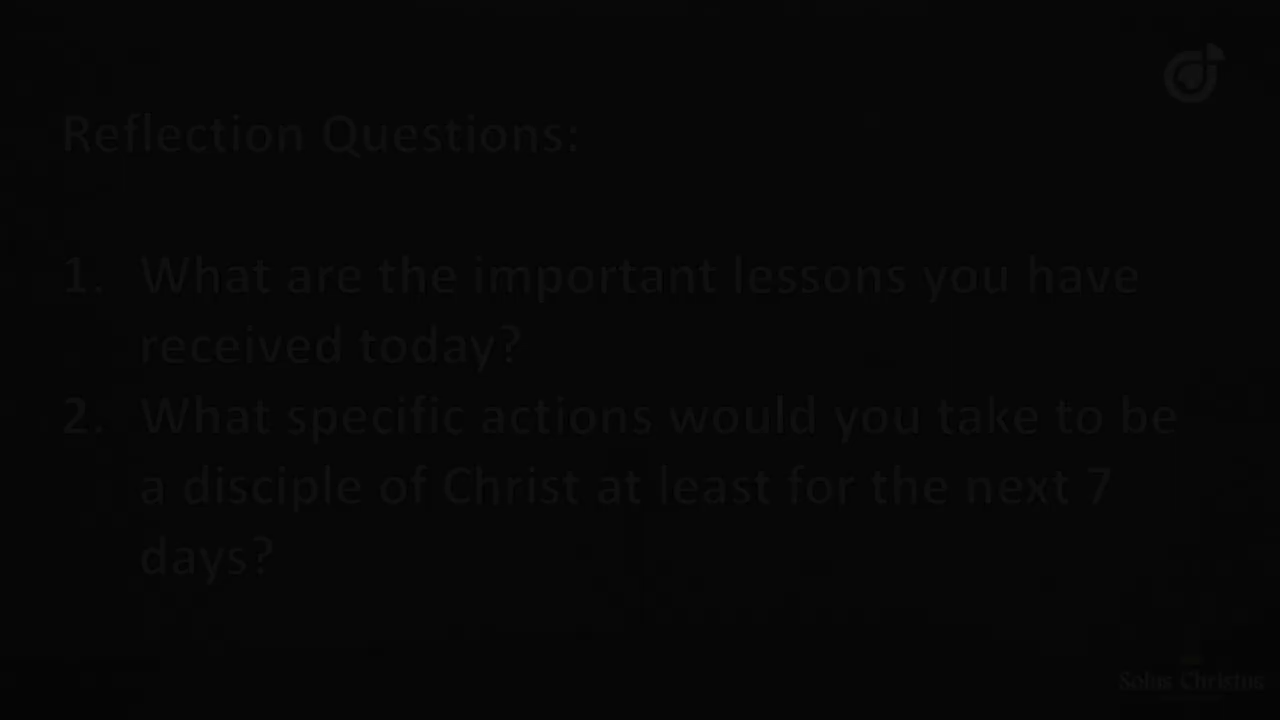 Reflection Questions:
1. What are the important lessons you have
received today?
2. What specific actions would you take to be
a disciple of Christ at least for the next 7
days?
Solus Christus